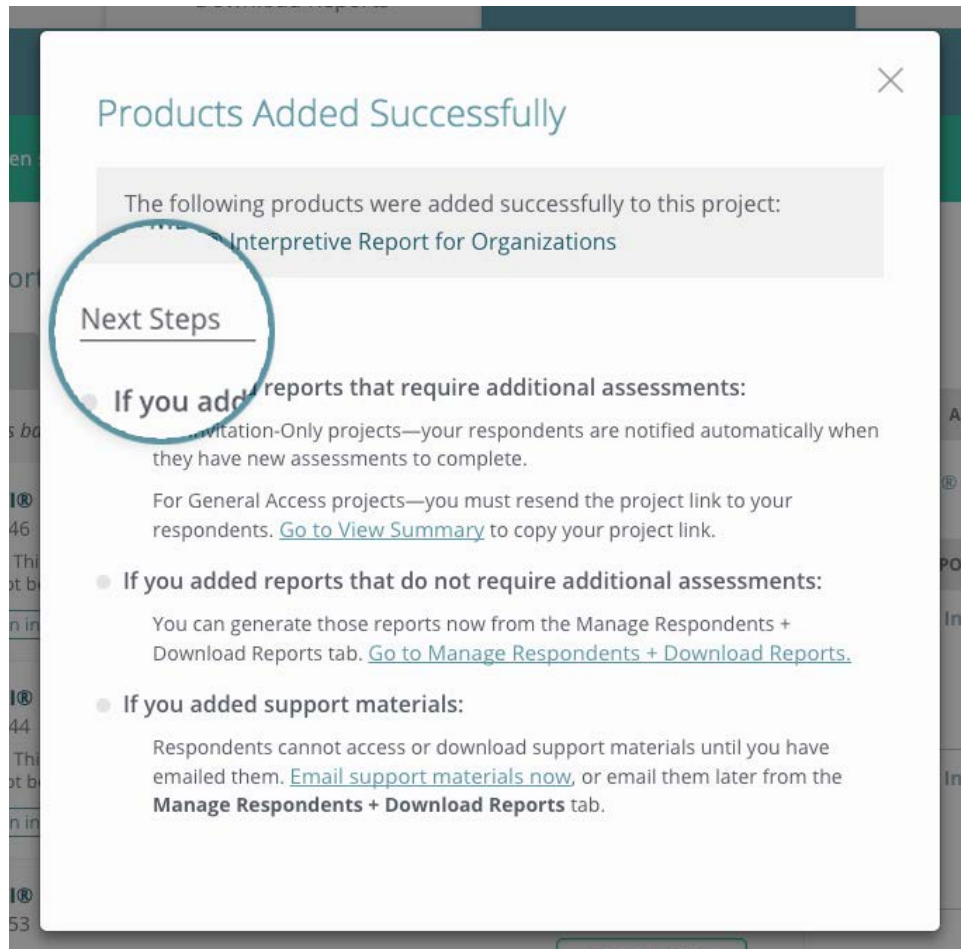 Products Added Successfully
The following products were added successfully to this project:
Interpretive Report for Organizations
Next Steps
If you add reports that require additional assessments:
Invitation-Only projects—your respondents are notified automatically when
they have new assessments to complete.
For General Access projects—you must resend the project link to your
respondents. Go to View Summary to copy your project link.
If you added reports that do not require additional assessments:
You can generate those reports now from the Manage Respondents +
Download Reports tab. Go to Manage Respondents + Download Reports.
If you added support materials:
Respondents cannot access or download support materials until you have
emailed them. Email support materials now, or email them later from the
Manage Respondents + Download Reports tab.